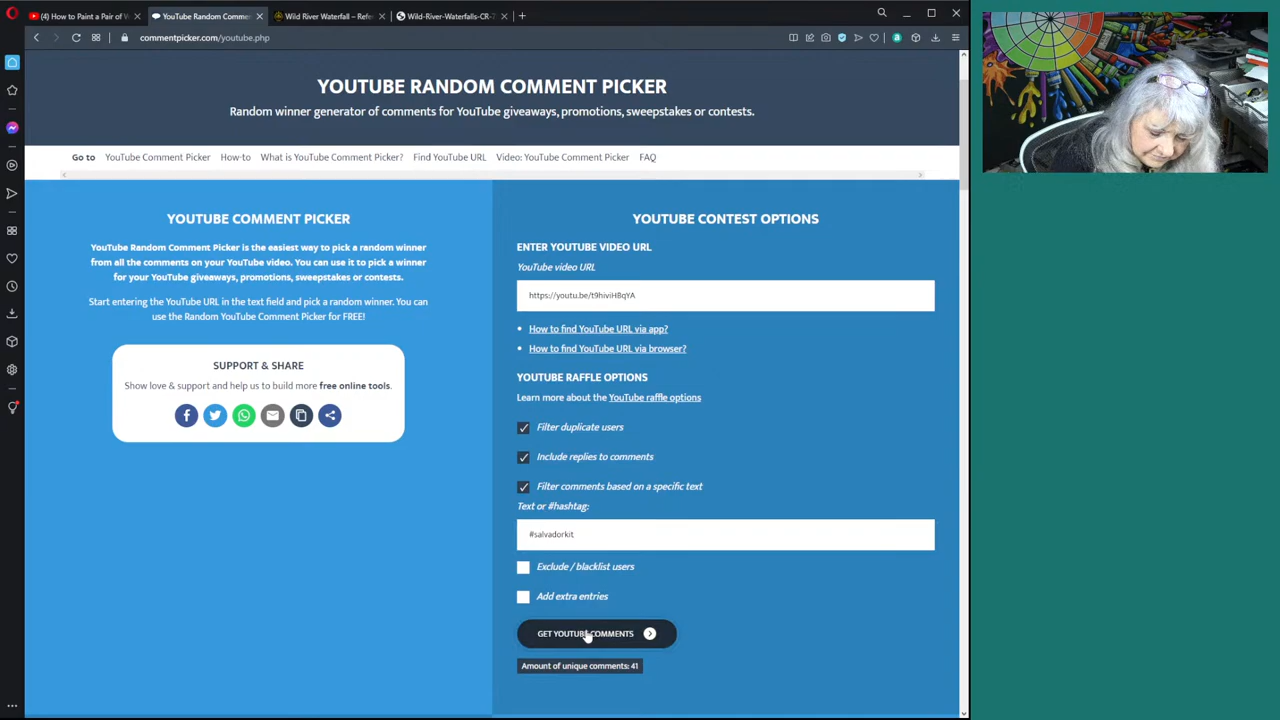 (4) How to Paint a Pair of W
YouTube Random Comme
Wild River Waterfall – Refe
Wild-River-Waterfalls-CR-
commentpicker.com/youtube.php
YOUTUBE RANDOM COMMENT PICKER
Random winner generator of comments for YouTube giveaways, promotions, sweepstakes or contests.
Go to YouTube Comment Picker How-to What is YouTube Comment Picker? Find YouTube URL Video: YouTube Comment Picker FAQ
YOUTUBE COMMENT PICKER
YouTube Random Comment Picker is the easiest way to pick a random winner
from all the comments on your YouTube video. You can use it to pick a winner
for your YouTube giveaways, promotions, sweepstakes or contests.
Start entering the YouTube URL in the text field and pick a random winner. You can
use the Random YouTube Comment Picker for FREE!
SUPPORT & SHARE
Show love & support and help us to build more free online tools.
YOUTUBE CONTEST OPTIONS
ENTER YOUTUBE VIDEO URL
YouTube video URL
https://youtu.be/t9hiviHBqYA
How to find YouTube URL via app?
How to find YouTube URL via browser?
YOUTUBE RAFFLE OPTIONS
Learn more about the YouTube raffle options
Filter duplicate users
Include replies to comments
Filter comments based on a specific text
Text or #hashtag:
#salvadorkit
Exclude / blacklist users
Add extra entries
GET YOUTUBE COMMENTS
Amount of unique comments: 41